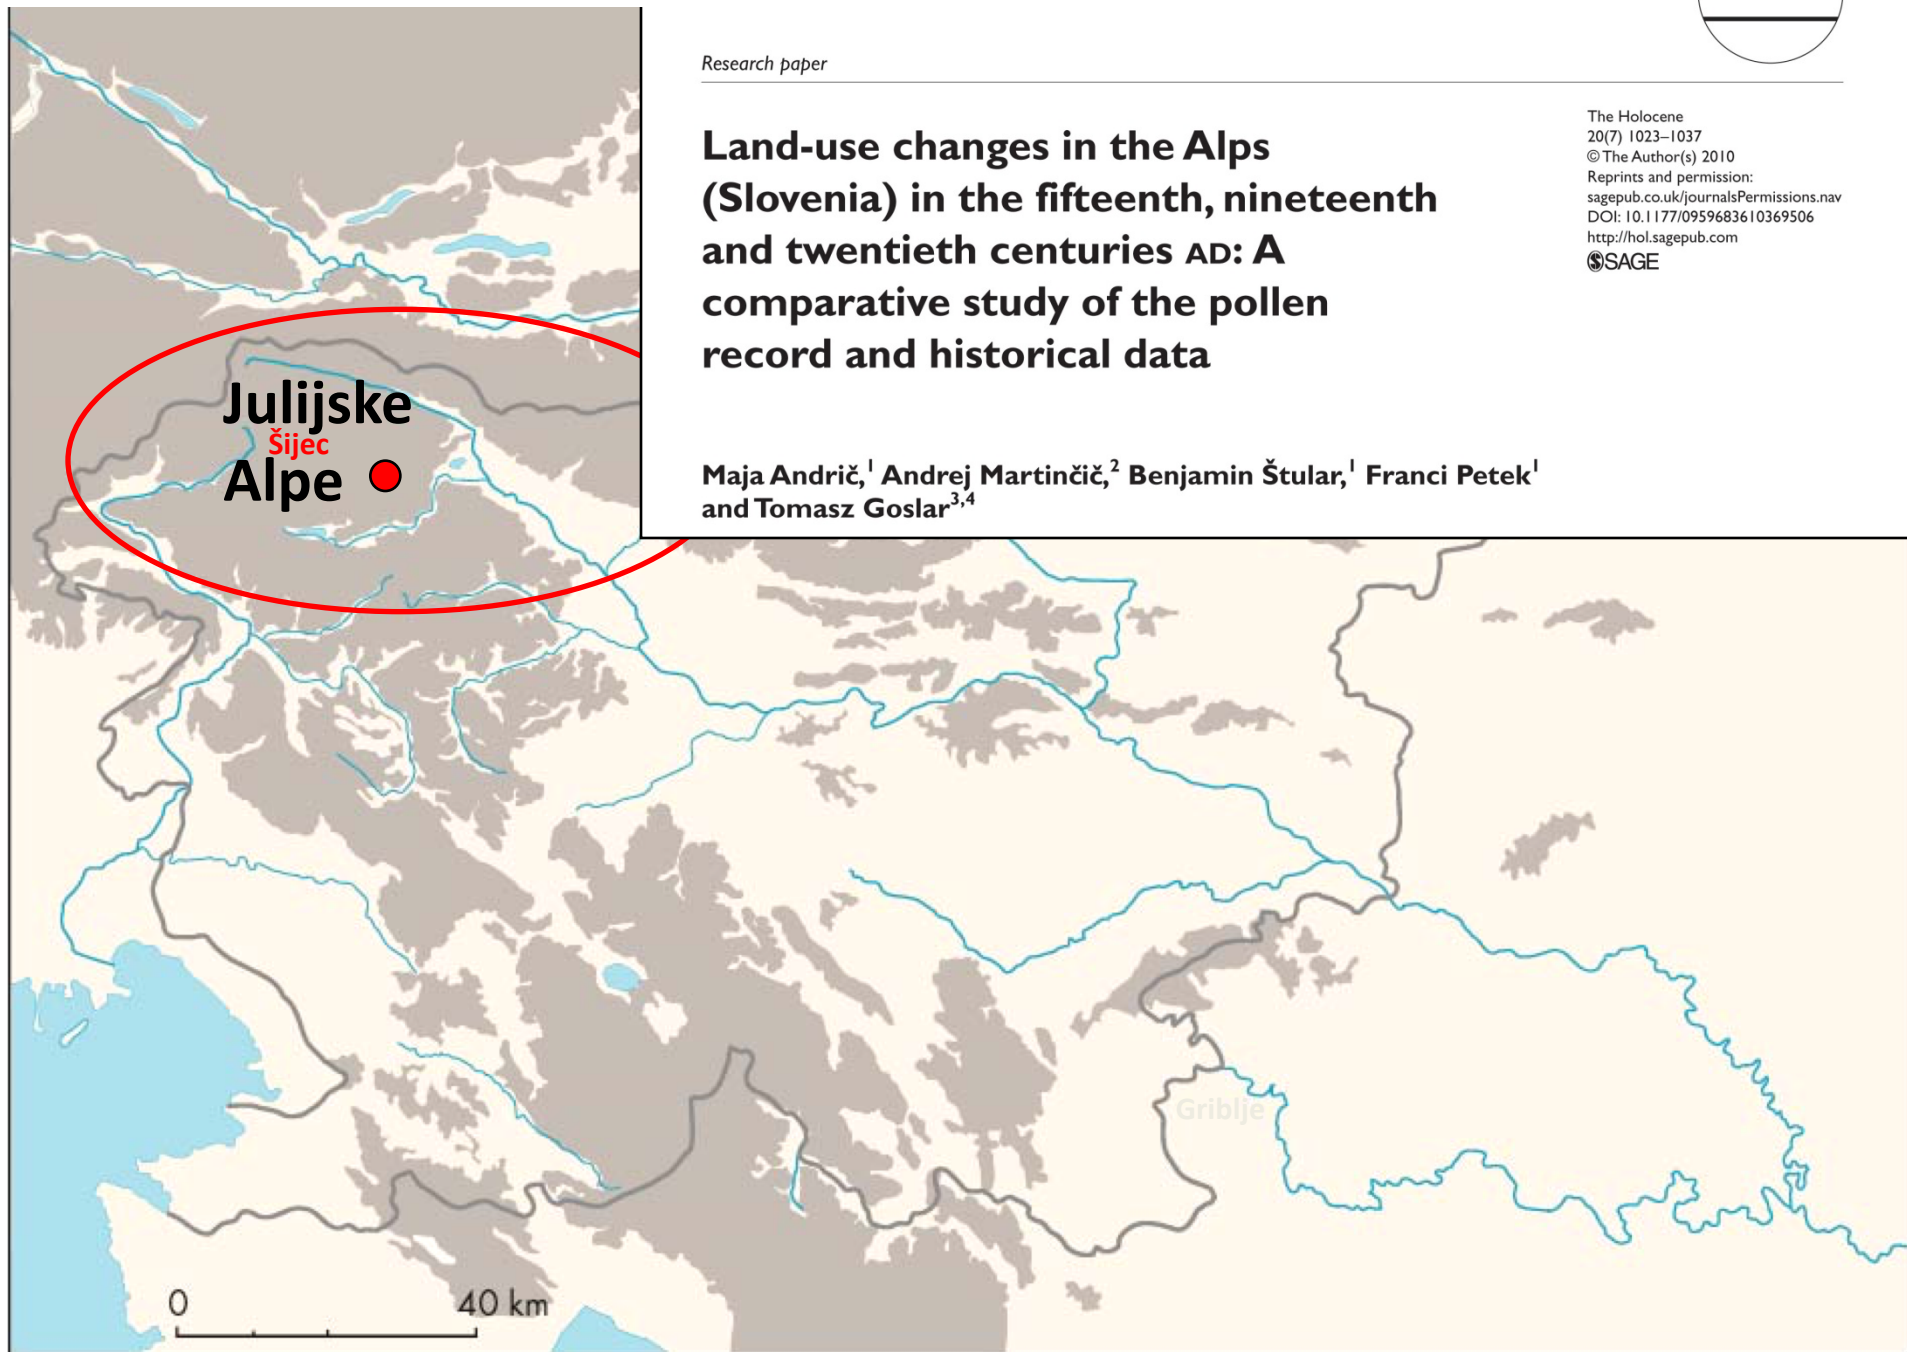 Research paper
Land-use changes in the Alps
(Slovenia) in the fifteenth, nineteenth
and twentieth centuries AD: A
comparative study of the pollen
record and historical data
Maja Andrič,1 Andrej Martinčič,2 Benjamin Štular,1 Franci Petek1
and Tomasz Goslar3,4
The Holocene
20(7) 1023–1037
© The Author(s) 2010
Reprints and permission:
sagepub.co.uk/journalsPermissions.nav
DOI: 10.1177/0959683610369506
http://hol.sagepub.com
SAGE
Julijske
Šijec
Alpe
Griblje
0 40 km